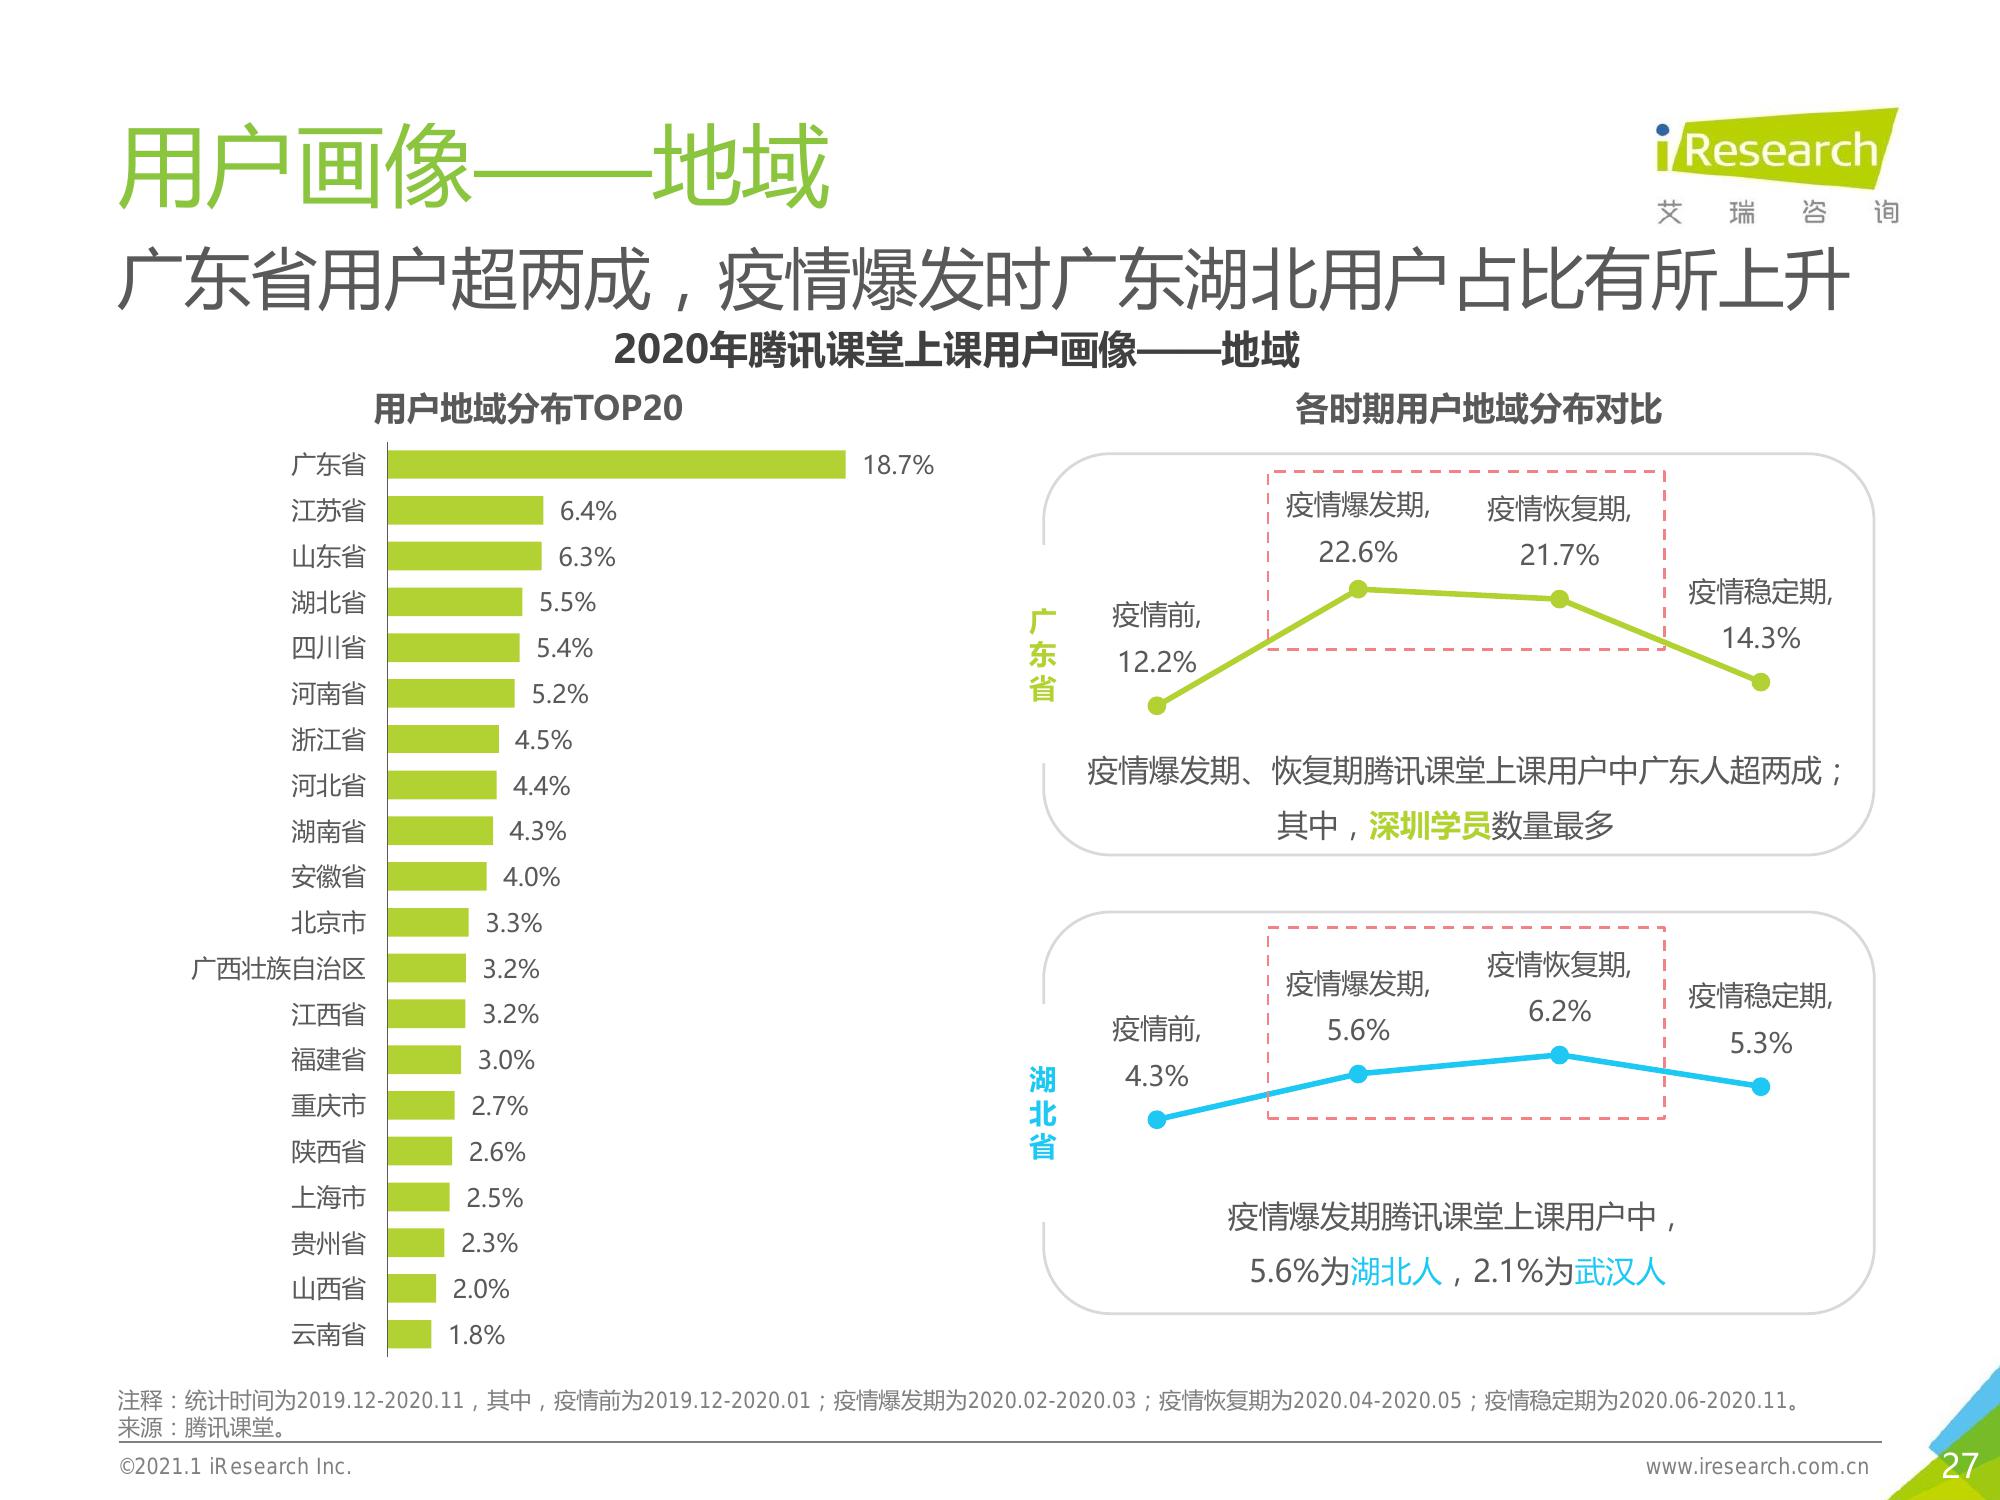 用户画像——地域
iResearch
艾瑞咨询
广东省用户超两成，疫情爆发时广东湖北用户占比有所上升
2020年腾讯课堂上课用户画像——地域
用户地域分布TOP20
广东省 18.7%
江苏省 6.4%
山东省 6.3%
湖北省 5.5%
四川省 5.4%
河南省 5.2%
浙江省 4.5%
河北省 4.4%
湖南省 4.3%
安徽省 4.0%
北京市 3.3%
广西壮族自治区 3.2%
江西省 3.2%
福建省 3.0%
重庆市 2.7%
陕西省 2.6%
上海市 2.5%
贵州省 2.3%
山西省 2.0%
云南省 1.8%
各时期用户地域分布对比
广东省
疫情前,
12.2%
疫情爆发期,
22.6%
疫情恢复期,
21.7%
疫情稳定期,
14.3%
疫情爆发期、恢复期腾讯课堂上课用户中广东人超两成；
其中，深圳学员数量最多
湖北省
疫情前,
4.3%
疫情爆发期,
5.6%
疫情恢复期,
6.2%
疫情稳定期,
5.3%
疫情爆发期腾讯课堂上课用户中，
5.6%为湖北人，2.1%为武汉人
注释：统计时间为2019.12-2020.11，其中，疫情前为2019.12-2020.01；疫情爆发期为2020.02-2020.03；疫情恢复期为2020.04-2020.05；疫情稳定期为2020.06-2020.11。
来源：腾讯课堂。
©2021.1 iResearch Inc.
www.iresearch.com.cn
27